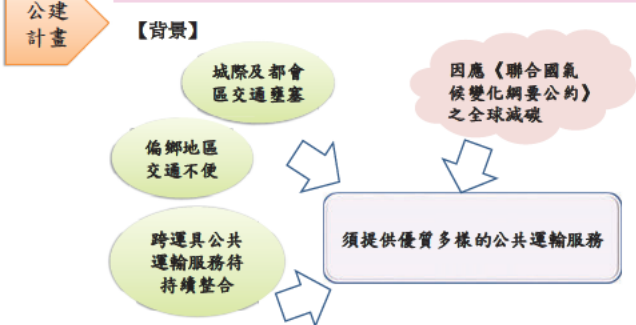 公建
計畫
【背景】
城際及都會
區交通壅塞
因應《聯合國氣
候變化綱要公約》
之全球減碳
偏鄉地區
交通不便
跨運具公共
運輸服務待
持續整合
須提供優質多樣的公共運輸服務